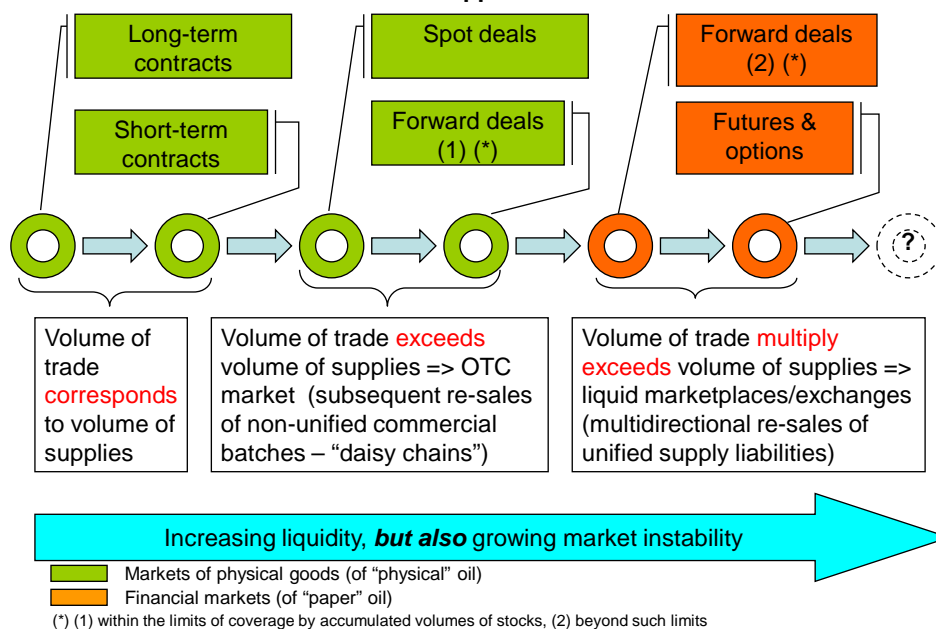 Long-term
contracts
Short-term
contracts
Spot deals
Forward deals
(1) (*)
Forward deals
(2) (*)
Futures &
options
?
Volume of
trade
corresponds
to volume of
supplies
Volume of trade exceeds
volume of supplies => OTC
market  (subsequent re-sales
of non-unified commercial
batches – “daisy chains”)
Volume of trade multiply
exceeds volume of supplies =>
liquid marketplaces/exchanges
(multidirectional re-sales of
unified supply liabilities)
Increasing liquidity, but also growing market instability
Markets of physical goods (of “physical” oil)
Financial markets (of “paper” oil)
(*) (1) within the limits of coverage by accumulated volumes of stocks, (2) beyond such limits